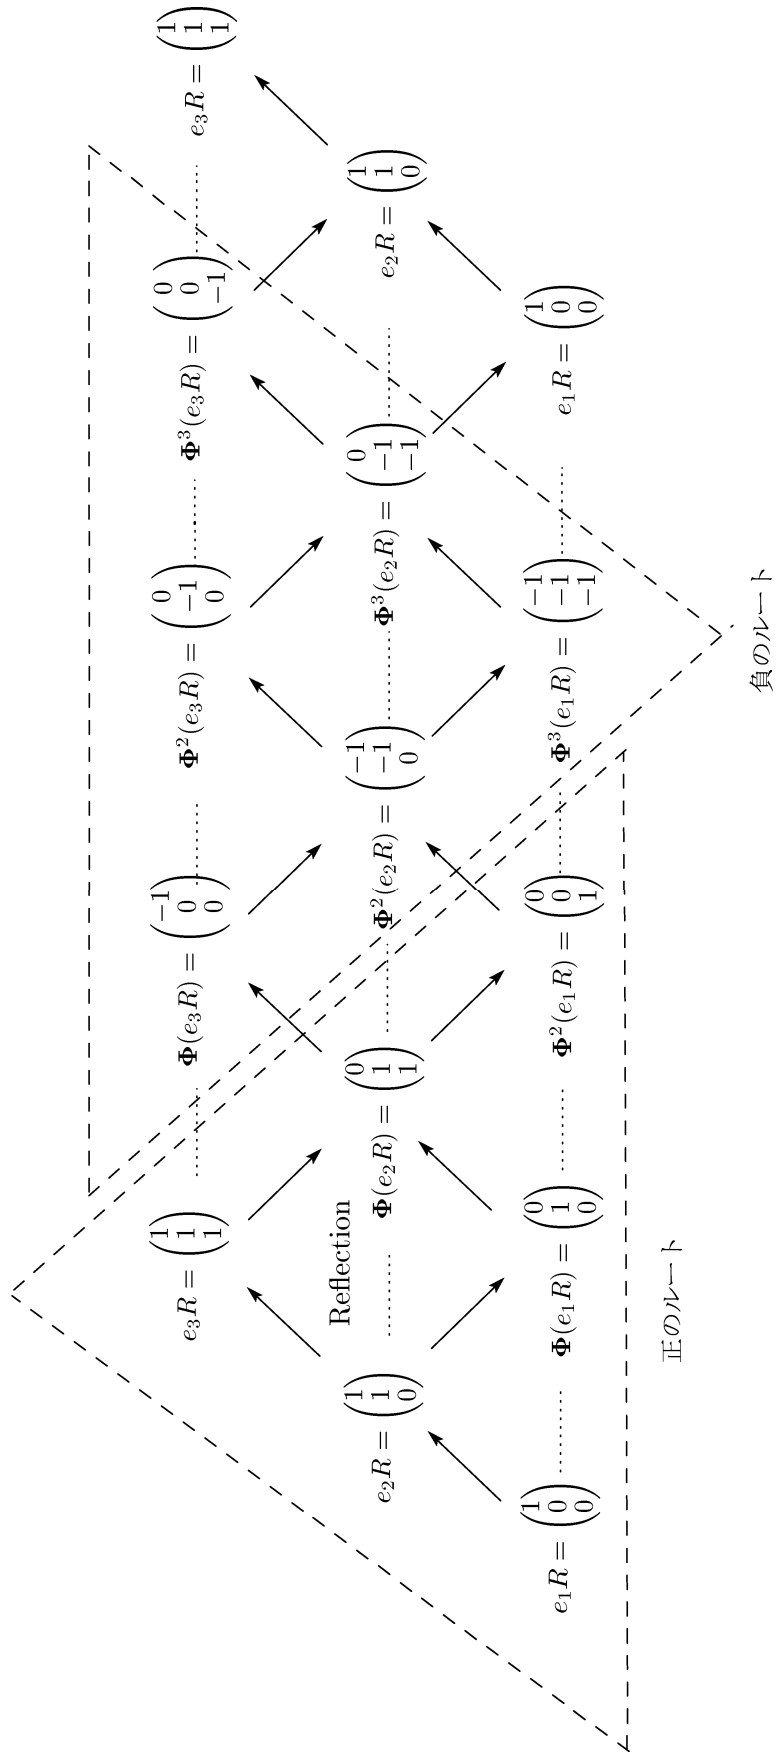 e₃R = (1 1 1)
𝚽(e₃R) = (−1 0 0)
𝚽²(e₃R) = (0 −1 0)
𝚽³(e₃R) = (0 0 −1)
e₃R = (1 1 1)
Reflection
e₂R = (1 1 0)
𝚽(e₂R) = (0 1 1)
𝚽²(e₂R) = (−1 −1 0)
𝚽³(e₂R) = (0 −1 −1)
e₂R = (1 1 0)
e₁R = (1 0 0)
𝚽(e₁R) = (0 1 0)
𝚽²(e₁R) = (0 0 1)
𝚽³(e₁R) = (−1 −1 −1)
e₁R = (1 0 0)
正のルート
負のルート